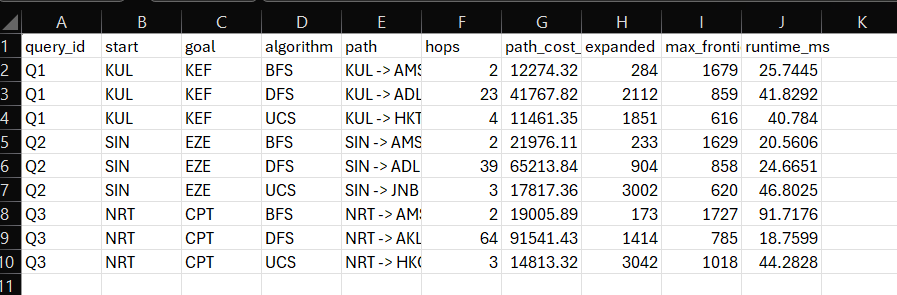 A B C D E F G H I J K
1 query_id start goal algorithm path hops path_cost_ expanded max_fronti runtime_ms
2 Q1 KUL KEF BFS KUL -> AMS 2 12274.32 284 1679 25.7445
3 Q1 KUL KEF DFS KUL -> ADL 23 41767.82 2112 859 41.8292
4 Q1 KUL KEF UCS KUL -> HKT 4 11461.35 1851 616 40.784
5 Q2 SIN EZE BFS SIN -> AMS 2 21976.11 233 1629 20.5606
6 Q2 SIN EZE DFS SIN -> ADL 39 65213.84 904 858 24.6651
7 Q2 SIN EZE UCS SIN -> JNB 3 17817.36 3002 620 46.8025
8 Q3 NRT CPT BFS NRT -> AMS 2 19005.89 173 1727 91.7176
9 Q3 NRT CPT DFS NRT -> AKL 64 91541.43 1414 785 18.7599
10 Q3 NRT CPT UCS NRT -> HKG 3 14813.32 3042 1018 44.2828
11